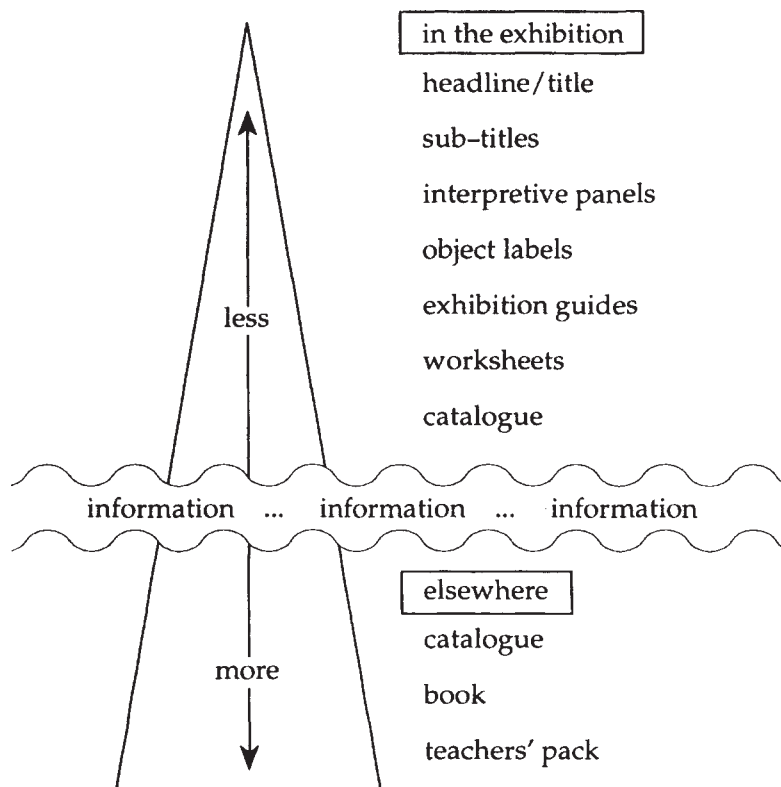 in the exhibition
headline/title
sub-titles
interpretive panels
object labels
exhibition guides
less
worksheets
catalogue
information ... information ... information
elsewhere
catalogue
more
book
teachers' pack